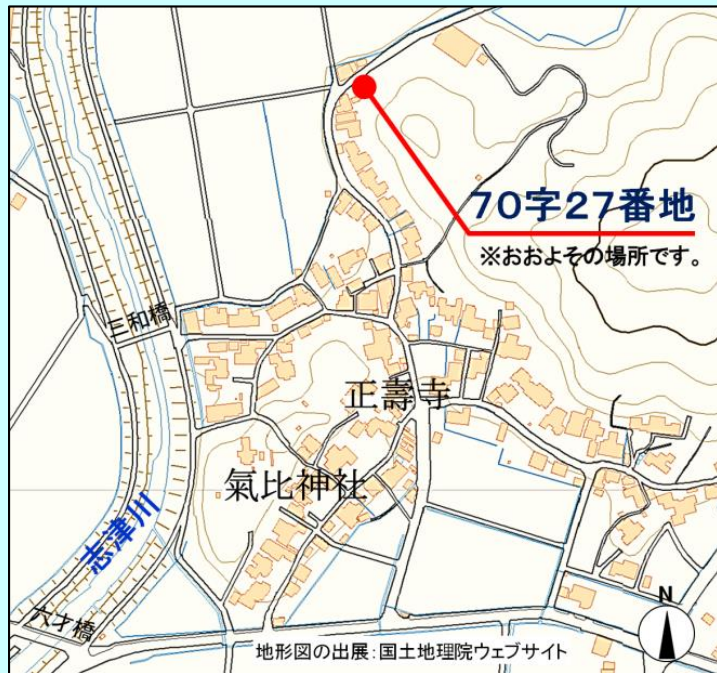 70字27番地
※おおよその場所です。
三和橋
正壽寺
氣比神社
志津川
六才橋
N
地形図の出展:国土地理院ウェブサイト